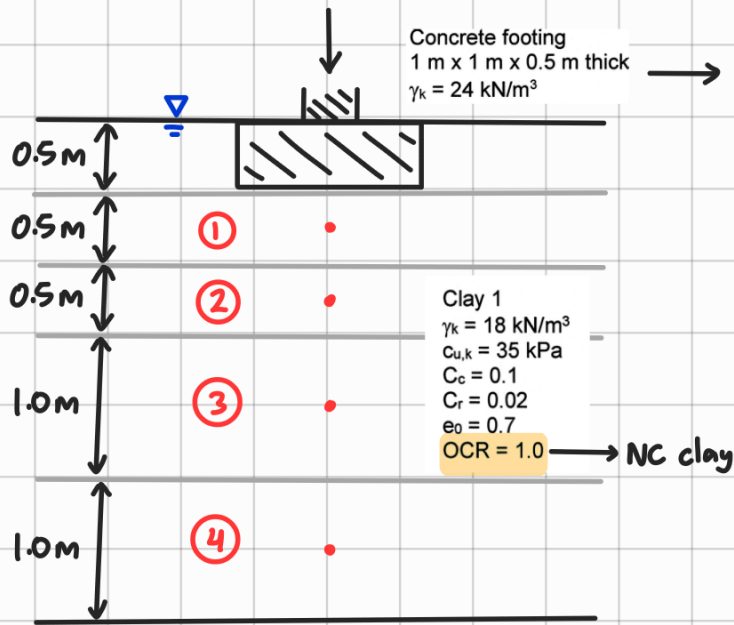 Concrete footing
1 m x 1 m x 0.5 m thick
γk = 24 kN/m³
0.5m
0.5m
①
0.5m
②
Clay 1
γk = 18 kN/m³
Cu,k = 35 kPa
Cc = 0.1
Cr = 0.02
e0 = 0.7
OCR = 1.0
NC clay
1.0m
③
1.0m
④